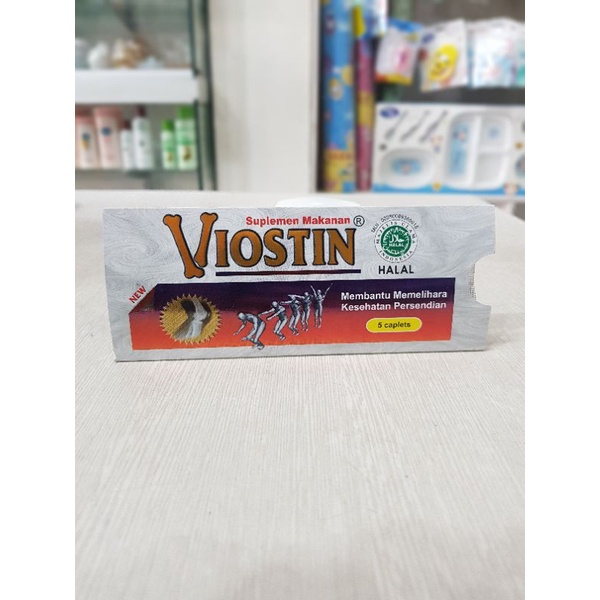 Suplemen Makanan
VIOSTIN®
HALAL
NEW
Membantu Memelihara
Kesehatan Persendian
5 caplets